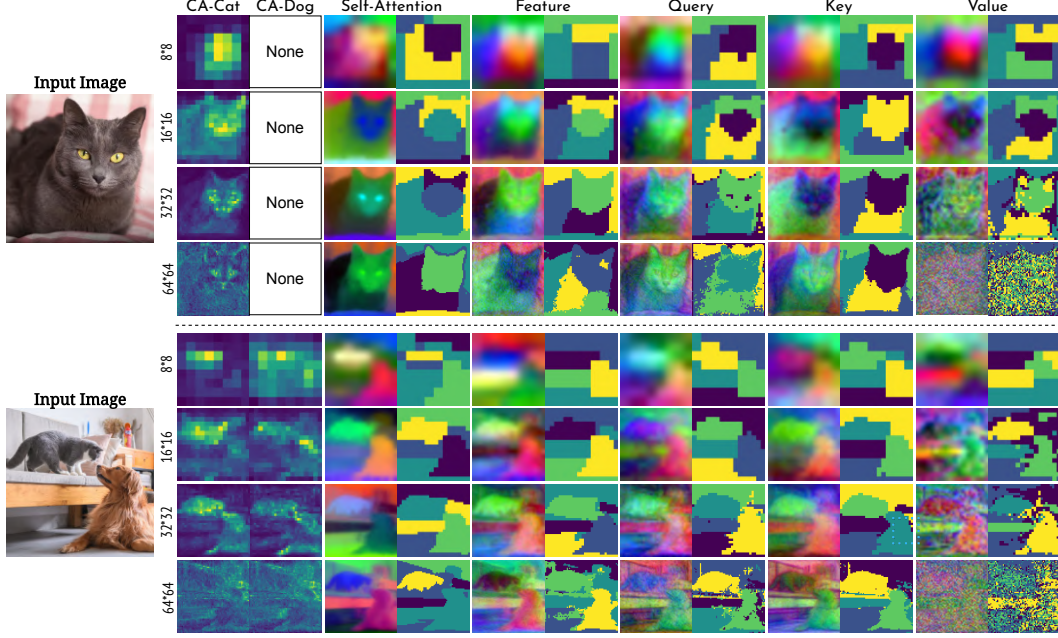 CA-Cat CA-Dog Self-Attention Feature Query Key Value
Input Image
8*8
None
16*16
None
32*32
None
64*64
None
Input Image
8*8
16*16
32*32
64*64